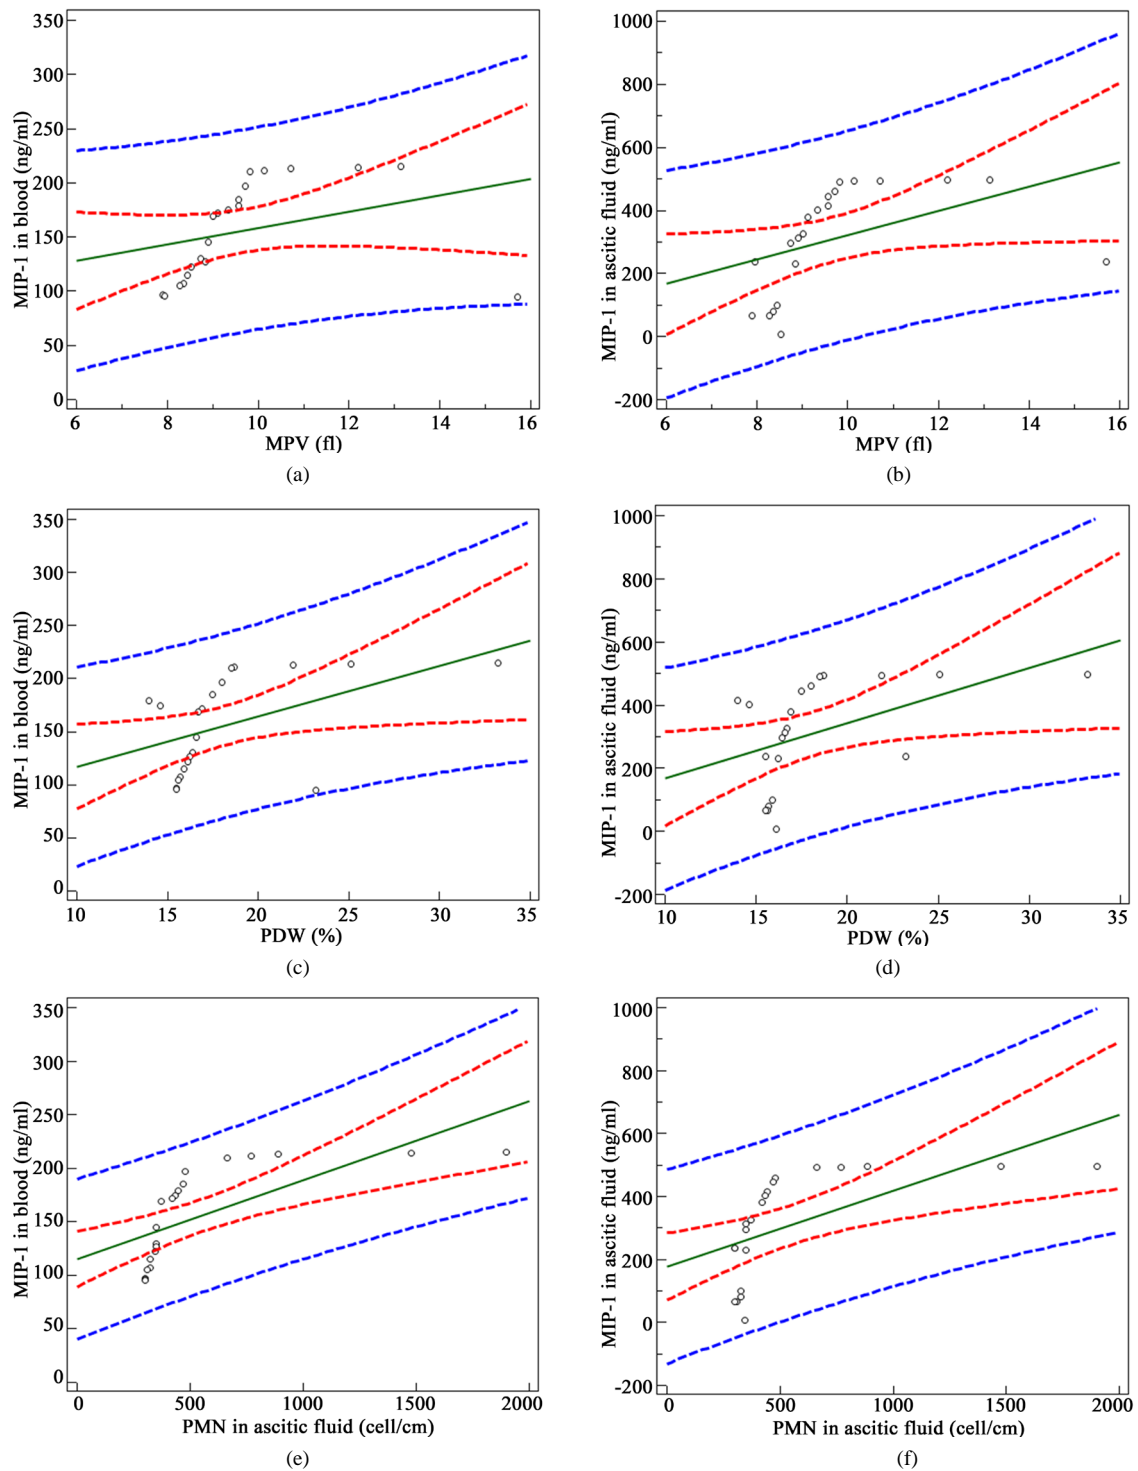 350
300
250
200
150
100
50
0
MIP-1 in blood (ng/ml)
6 8 10 12 14 16
MPV (fl)
(a)
1000
800
600
400
200
0
-200
MIP-1 in ascitic fluid (ng/ml)
6 8 10 12 14 16
MPV (fl)
(b)
350
300
250
200
150
100
50
0
MIP-1 in blood (ng/ml)
10 15 20 25 30 35
PDW (%)
(c)
1000
800
600
400
200
0
-200
MIP-1 in ascitic fluid (ng/ml)
10 15 20 25 30 35
PDW (%)
(d)
350
300
250
200
150
100
50
0
MIP-1 in blood (ng/ml)
0 500 1000 1500 2000
PMN in ascitic fluid (cell/cm)
(e)
1000
800
600
400
200
0
-200
MIP-1 in ascitic fluid (ng/ml)
0 500 1000 1500 2000
PMN in ascitic fluid (cell/cm)
(f)